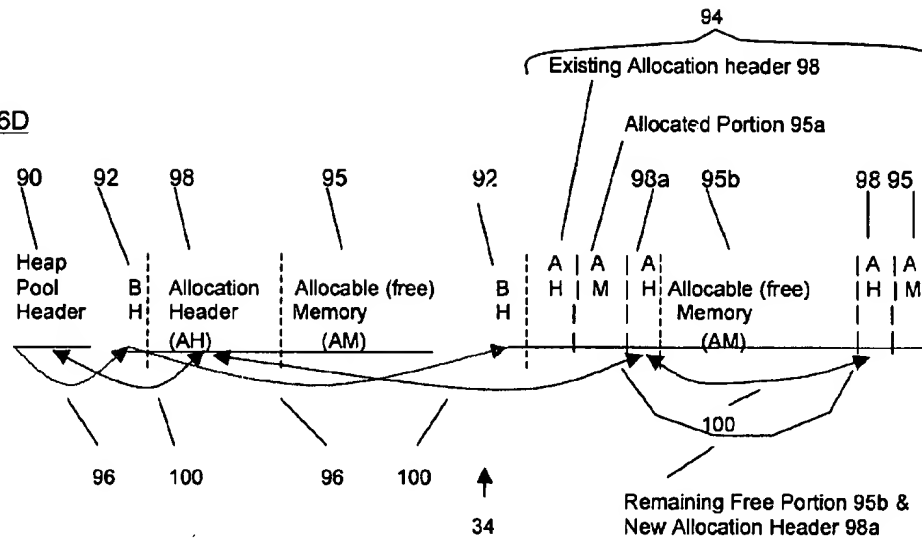 94
Existing Allocation header 98
6D
Allocated Portion 95a
90 92 98 95 92 98a 95b 98 95
Heap Pool Header
B H
Allocation Header (AH)
Allocable (free) Memory (AM)
B H
A H
A M
A H
Allocable (free) Memory (AM)
A H
A M
100
96 100 96 100
34
Remaining Free Portion 95b &
New Allocation Header 98a